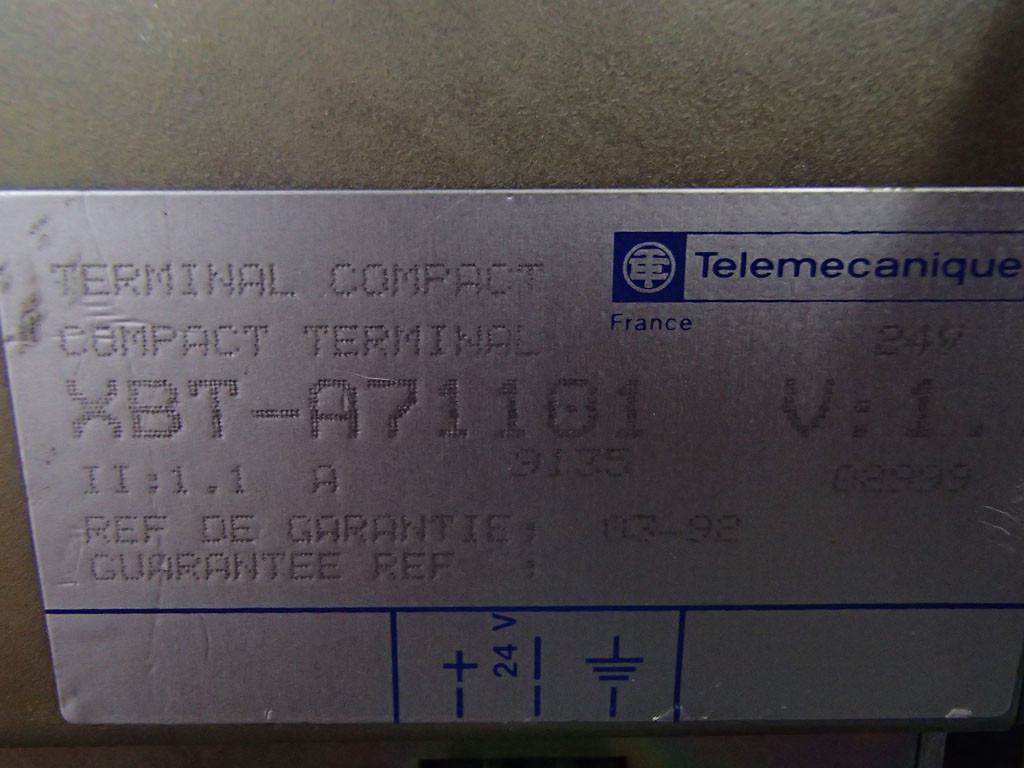 TERMINAL COMPACT
Telemecanique
France
COMPACT TERMINAL 24V
XBT-A71101 V:1.
II:1.1 A 9135 08999
REF DE GARANTIE: 03-92
GUARANTEE REF :
+ 24 V -